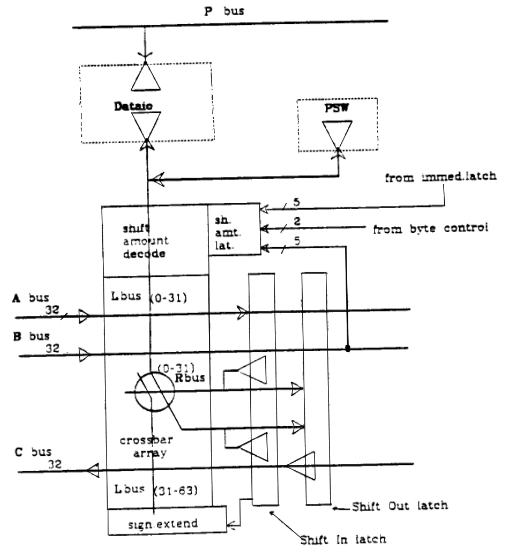 P bus
Dataio
PSW
from immed.latch
5
shift
amount
decode
sh.
amt.
lat.
2
from byte control
5
Lbus (0-31)
A bus
32
B bus
32
(0-31)
Rbus
crossbar
array
C bus
32
Lbus (31-63)
sign.extend
Shift Out latch
Shift In latch